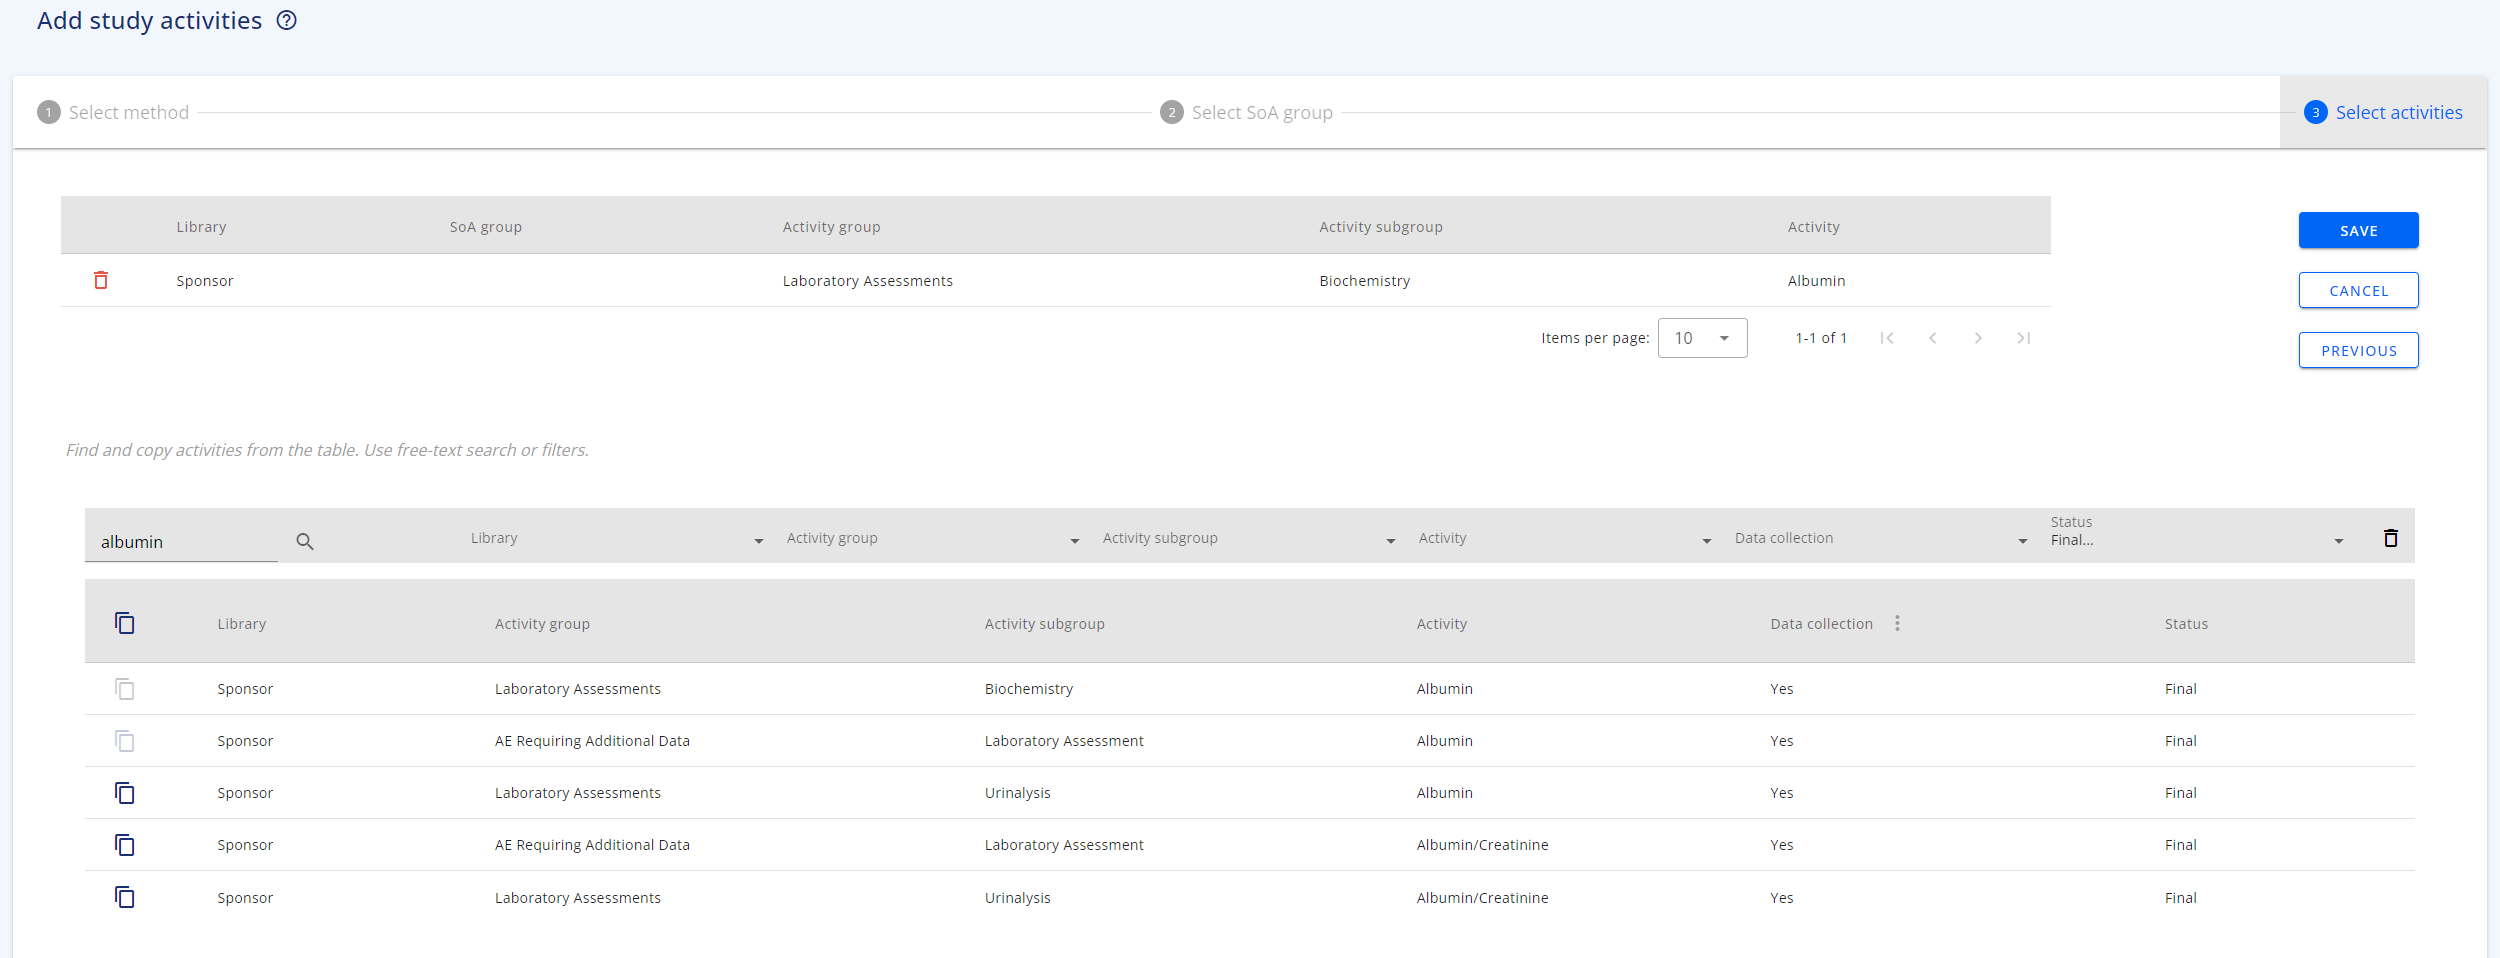 Add study activities
1 Select method 2 Select SoA group 3 Select activities
Library SoA group Activity group Activity subgroup Activity
Sponsor Laboratory Assessments Biochemistry Albumin
Items per page: 10 1-1 of 1
SAVE
CANCEL
PREVIOUS
Find and copy activities from the table. Use free-text search or filters.
albumin Library Activity group Activity subgroup Activity Data collection Status
Final...
Library Activity group Activity subgroup Activity Data collection Status
Sponsor Laboratory Assessments Biochemistry Albumin Yes Final
Sponsor AE Requiring Additional Data Laboratory Assessment Albumin Yes Final
Sponsor Laboratory Assessments Urinalysis Albumin Yes Final
Sponsor AE Requiring Additional Data Laboratory Assessment Albumin/Creatinine Yes Final
Sponsor Laboratory Assessments Urinalysis Albumin/Creatinine Yes Final